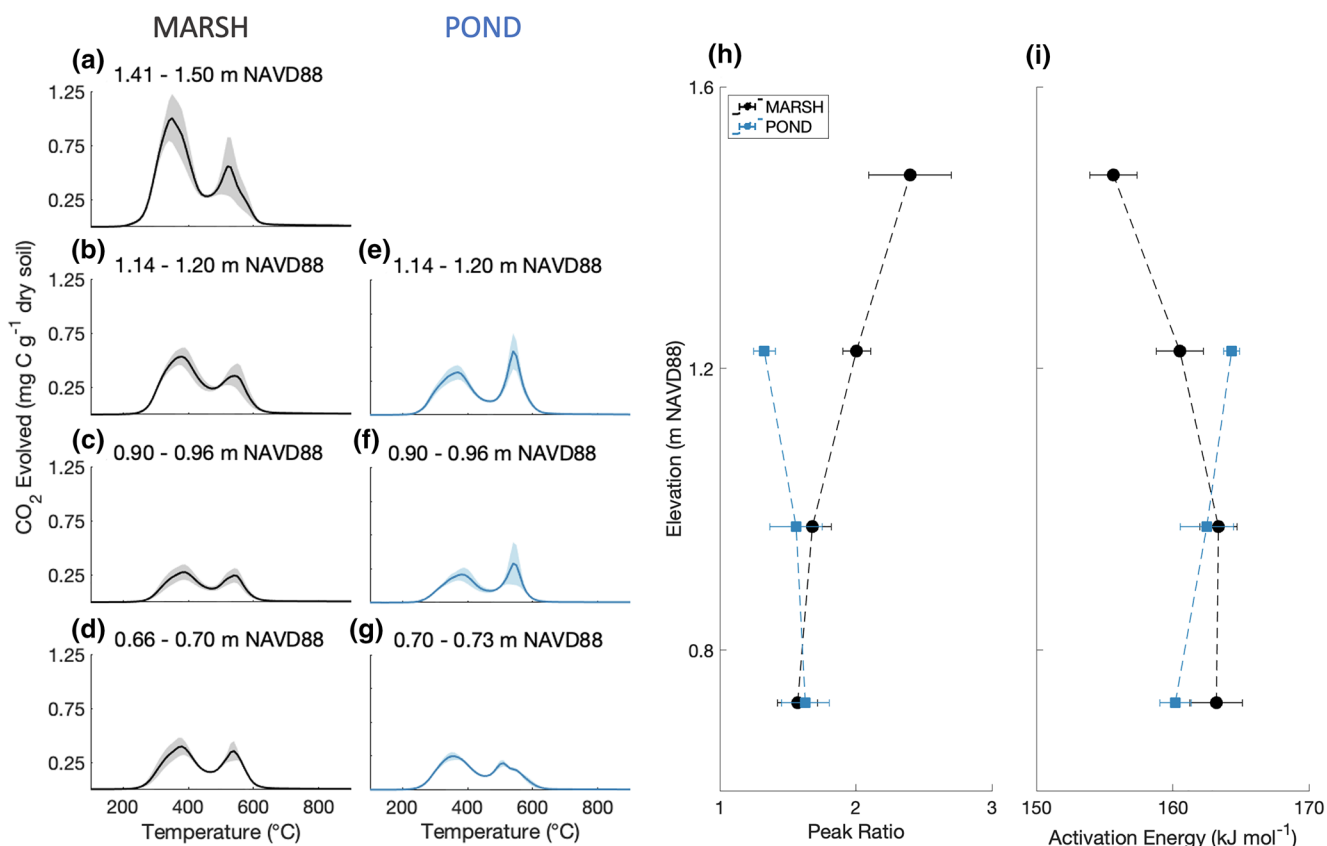 MARSH
POND
(a)
1.41 - 1.50 m NAVD88
1.25
0.75
0.25
(b)
1.14 - 1.20 m NAVD88
1.25
0.75
0.25
(e)
1.14 - 1.20 m NAVD88
(c)
0.90 - 0.96 m NAVD88
1.25
0.75
0.25
(f)
0.90 - 0.96 m NAVD88
(d)
0.66 - 0.70 m NAVD88
1.25
0.75
0.25
(g)
0.70 - 0.73 m NAVD88
CO2 Evolved (mg C g-1 dry soil)
200 400 600 800
Temperature (°C)
200 400 600 800
Temperature (°C)
(h)
MARSH
POND
1.6
1.2
0.8
Elevation (m NAVD88)
1 2 3
Peak Ratio
(i)
150 160 170
Activation Energy (kJ mol-1)